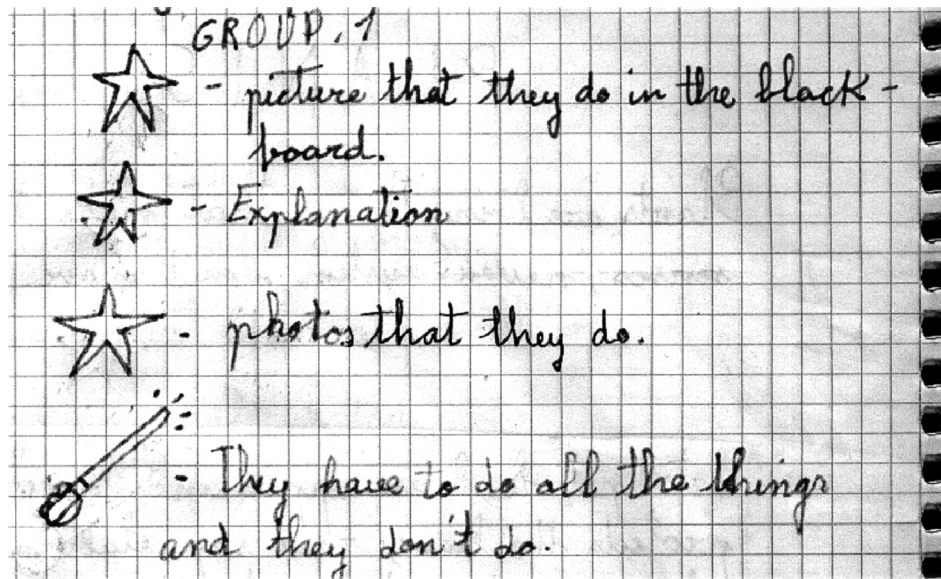 GROUP. 1
- picture that they do in the black-
board.
- Explanation
- photos that they do.
- They have to do all the things
and they don't do.